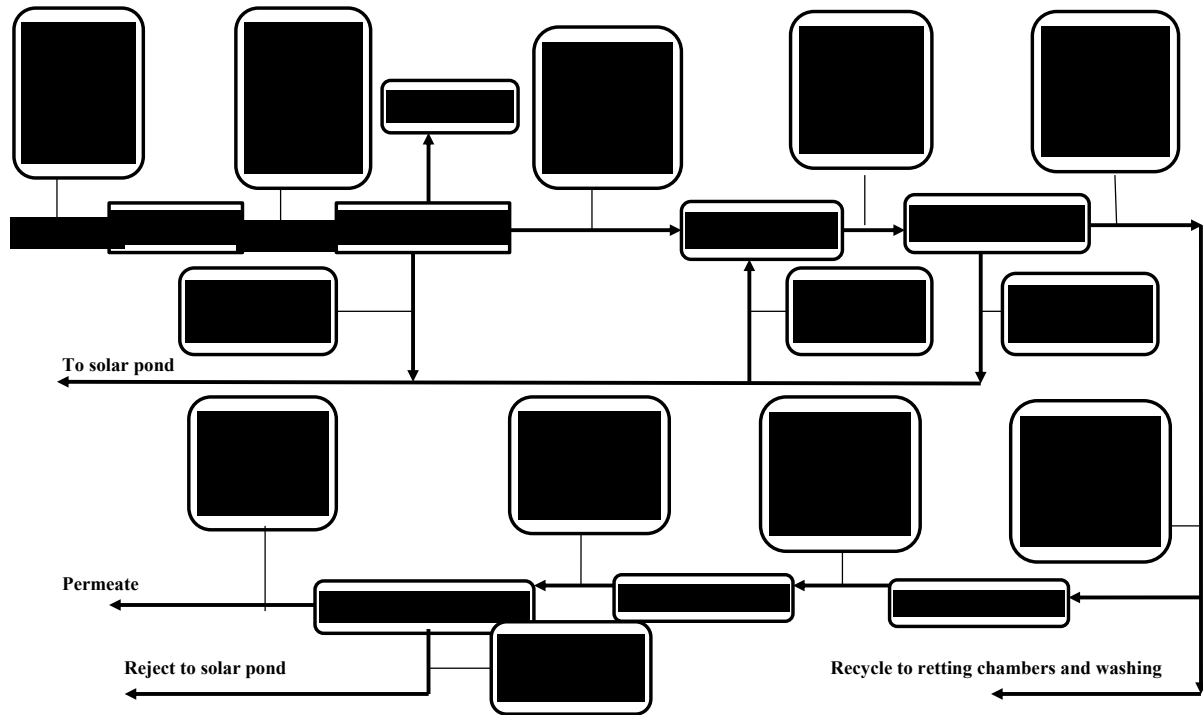 To solar pond
Permeate
Reject to solar pond
Recycle to retting chambers and washing